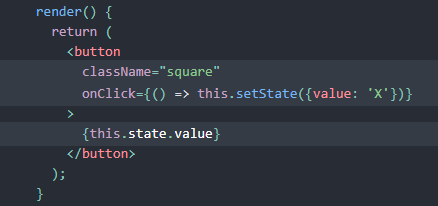 render() {
  return (
    <button
      className="square"
      onClick={() => this.setState({value: 'X'})}
    >
      {this.state.value}
    </button>
  );
}